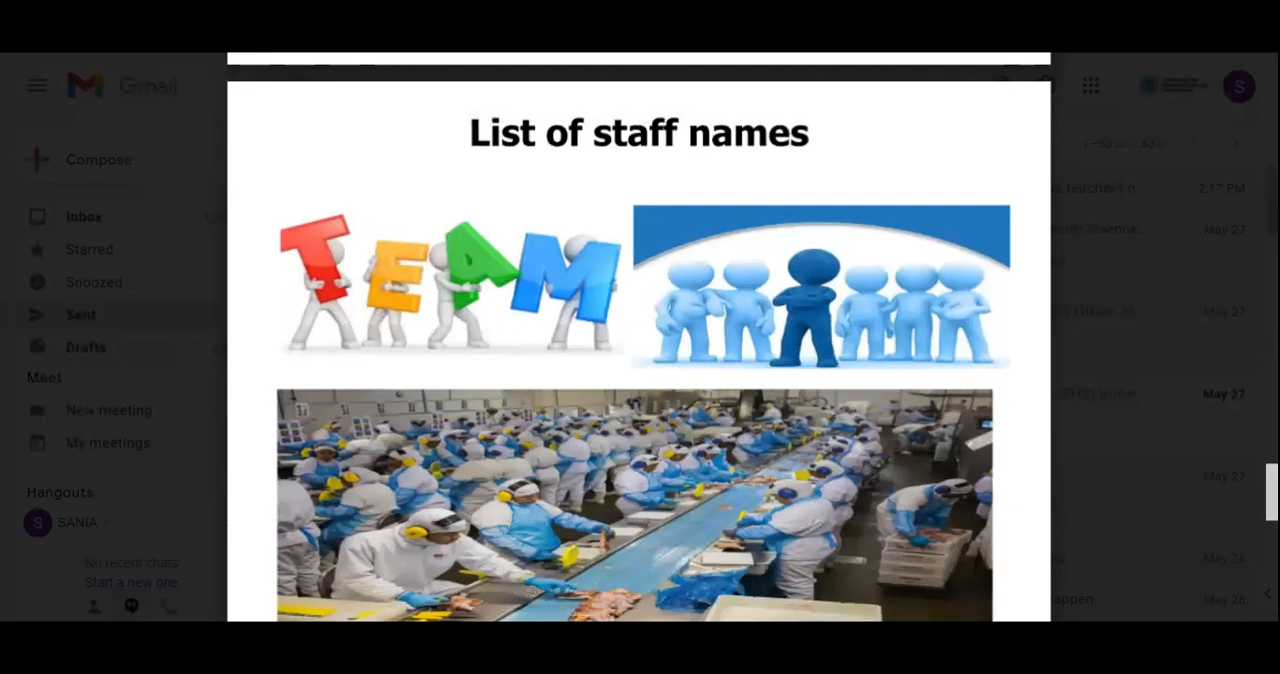 Gmail
S
List of staff names
Compose
Inbox
Starred
Snoozed
Sent
Drafts
Meet
New meeting
My meetings
Hangouts
S SANIA
No recent chats
Start a new one
TEAM
2:17 PM
May 27
May 27
May 27
May 27
May 26
May 26